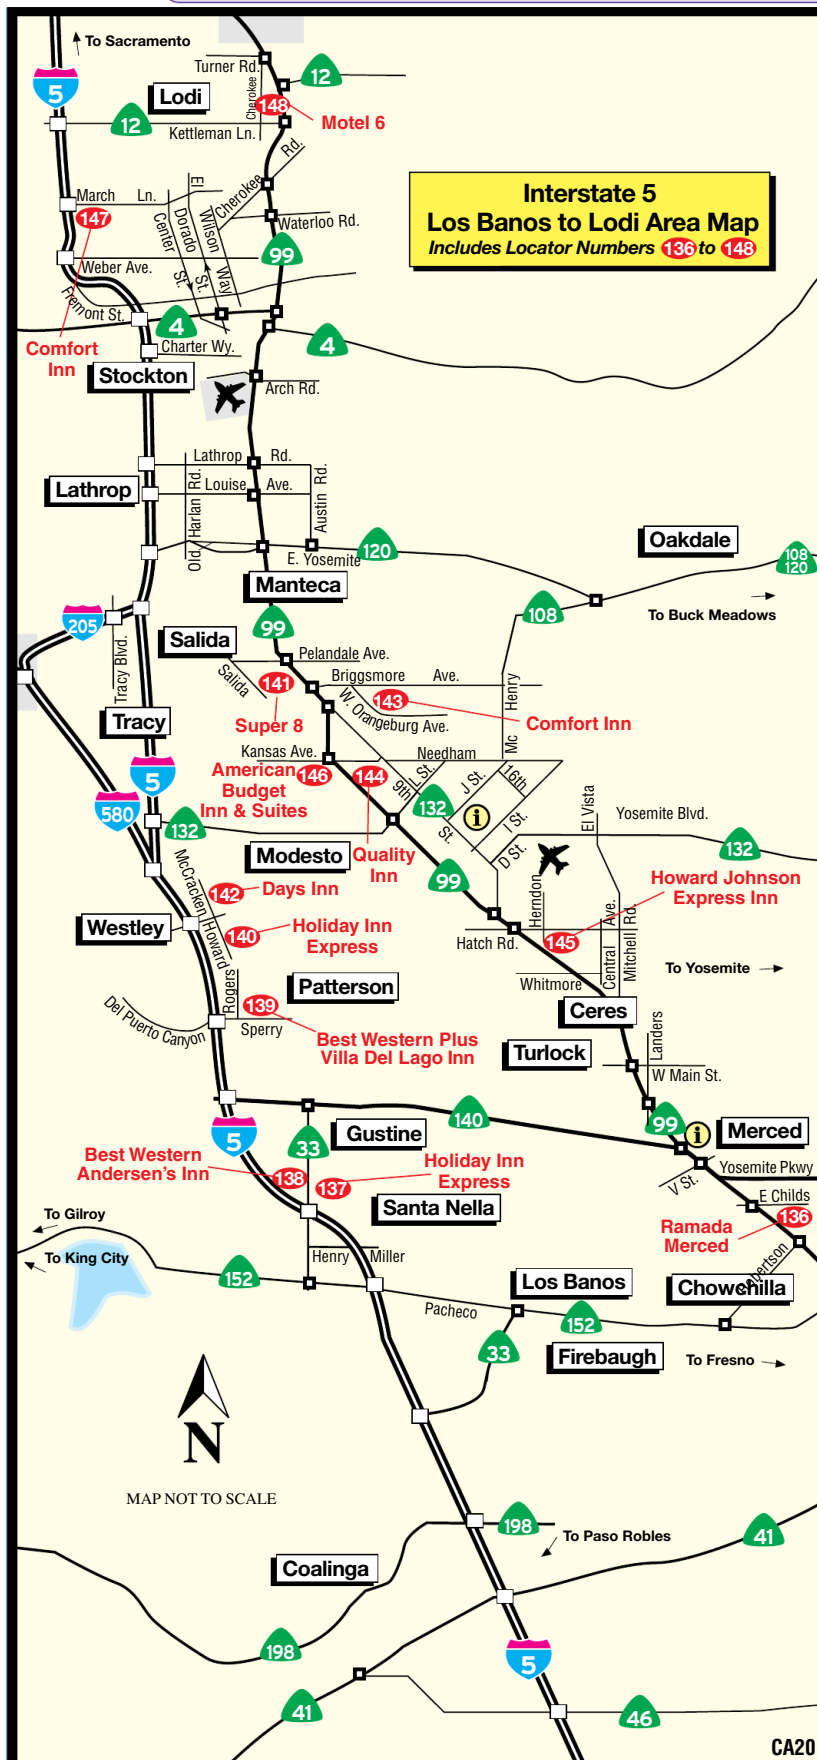 To Sacramento
5
Turner Rd.
12
Cherokee
Lodi
148
Motel 6
12
Kettleman Ln.
Rd.
Cherokee
March Ln.
El
147
Dorado
Wilson
Center
Waterloo Rd.
Interstate 5
Los Banos to Lodi Area Map
Includes Locator Numbers 136 to 148
99
Weber Ave.
St.
St.
Way
Fremont St.
4
4
Comfort
Inn
Charter Wy.
Stockton
Arch Rd.
Lathrop Rd.
Rd.
Rd.
Lathrop
Louise Ave.
Harlan
Austin
Old
E. Yosemite
120
Oakdale
108
120
Manteca
To Buck Meadows
108
205
99
Salida
Tracy Blvd.
Pelandale Ave.
Salida
141
Briggsmore Ave.
143
W. Orangeburg Ave.
Mc Henry
Super 8
Comfort Inn
Tracy
Kansas Ave.
Needham
5
American
Budget
Inn & Suites
146
144
L St.
9th
St.
J St.
16th
580
132
132
i
I St.
El Vista
Yosemite Blvd.
132
Modesto
Quality
Inn
D St.
99
McCracken
Howard
142
Days Inn
Howard Johnson
Express Inn
Westley
140
Holiday Inn
Express
Herndon
Hatch Rd.
145
Central
Ave.
Mitchell
Rd.
To Yosemite
Whitmore
Rogers
Patterson
139
Del Puerto Canyon
Sperry
Ceres
Best Western Plus
Villa Del Lago Inn
Turlock
Landers
W Main St.
5
33
Gustine
140
99
i
Merced
Best Western
Andersen's Inn
138
137
Holiday Inn
Express
V St.
Yosemite Pkwy
E Childs
Santa Nella
136
Ramada
Merced
To Gilroy
To King City
Henry Miller
152
Robertson
Los Banos
Chowchilla
Pacheco
152
33
Firebaugh
To Fresno
N
MAP NOT TO SCALE
198
To Paso Robles
41
Coalinga
198
5
41
46
CA20